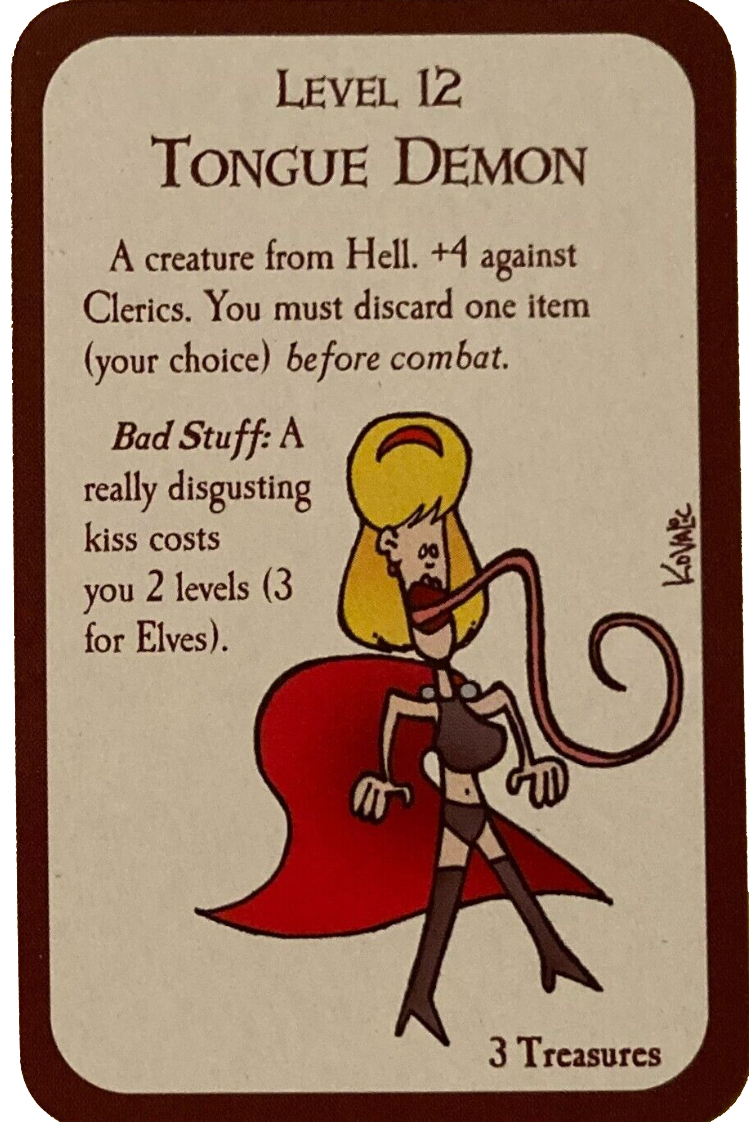 LEVEL 12
TONGUE DEMON
A creature from Hell. +4 against
Clerics. You must discard one item
(your choice) before combat.
Bad Stuff: A
really disgusting
kiss costs
you 2 levels (3
for Elves).
KOVALIC
3 Treasures